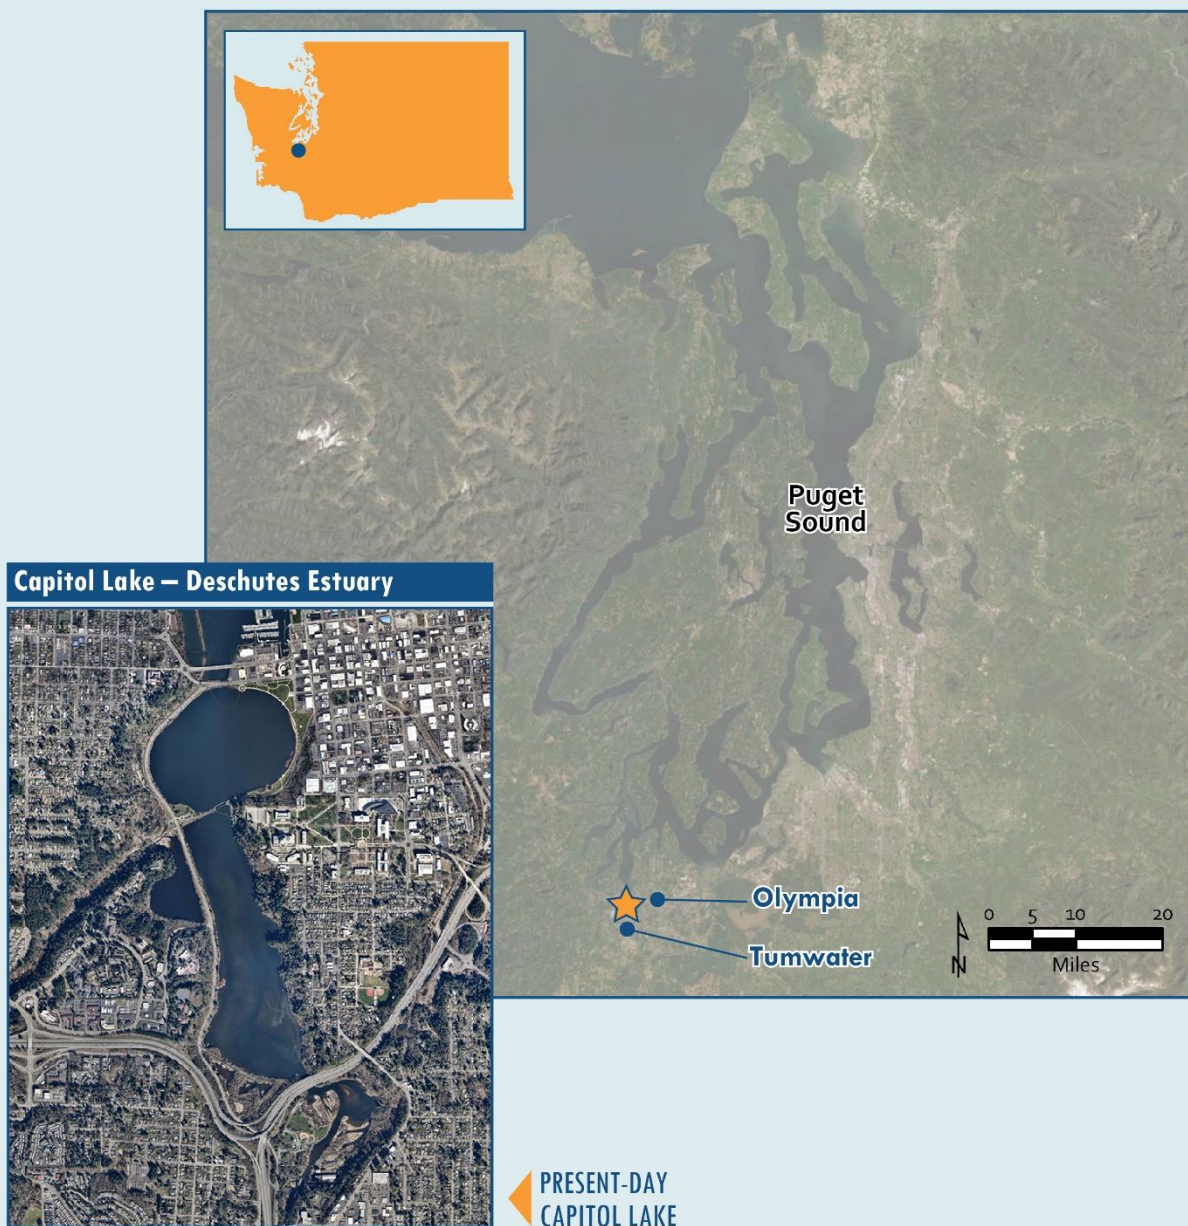 Puget
Sound
Capitol Lake – Deschutes Estuary
Olympia
Tumwater
0 5 10 20
Miles
N
PRESENT-DAY
CAPITOL LAKE